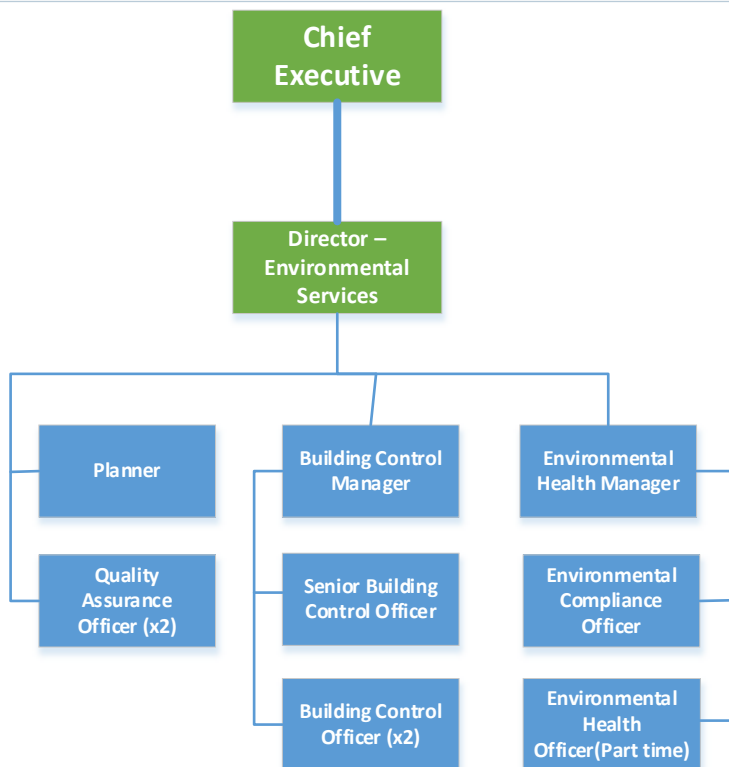 Chief
Executive
Director –
Environmental
Services
Planner
Building Control
Manager
Environmental
Health Manager
Quality
Assurance
Officer (x2)
Senior Building
Control Officer
Environmental
Compliance
Officer
Building Control
Officer (x2)
Environmental
Health
Officer(Part time)